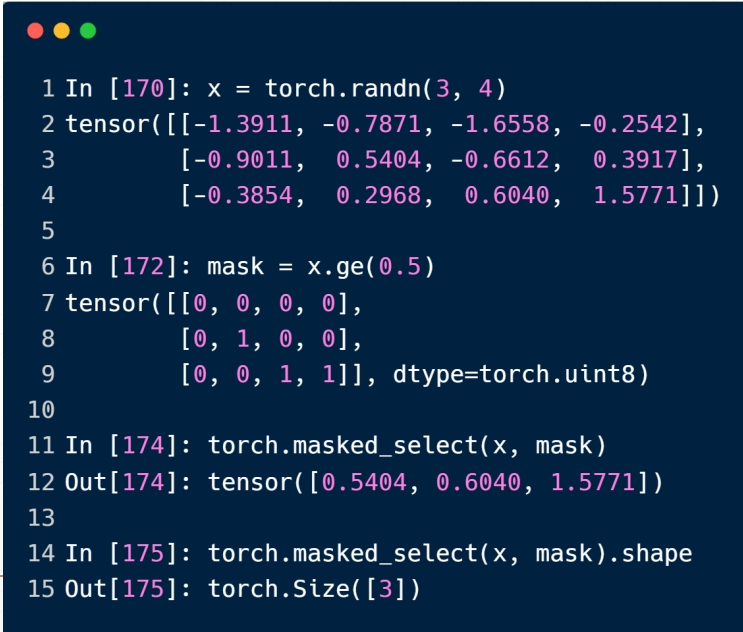 1 In [170]: x = torch.randn(3, 4)
2 tensor([[-1.3911, -0.7871, -1.6558, -0.2542],
3         [-0.9011,  0.5404, -0.6612,  0.3917],
4         [-0.3854,  0.2968,  0.6040,  1.5771]])
5
6 In [172]: mask = x.ge(0.5)
7 tensor([[0, 0, 0, 0],
8         [0, 1, 0, 0],
9         [0, 0, 1, 1]], dtype=torch.uint8)
10
11 In [174]: torch.masked_select(x, mask)
12 Out[174]: tensor([0.5404, 0.6040, 1.5771])
13
14 In [175]: torch.masked_select(x, mask).shape
15 Out[175]: torch.Size([3])